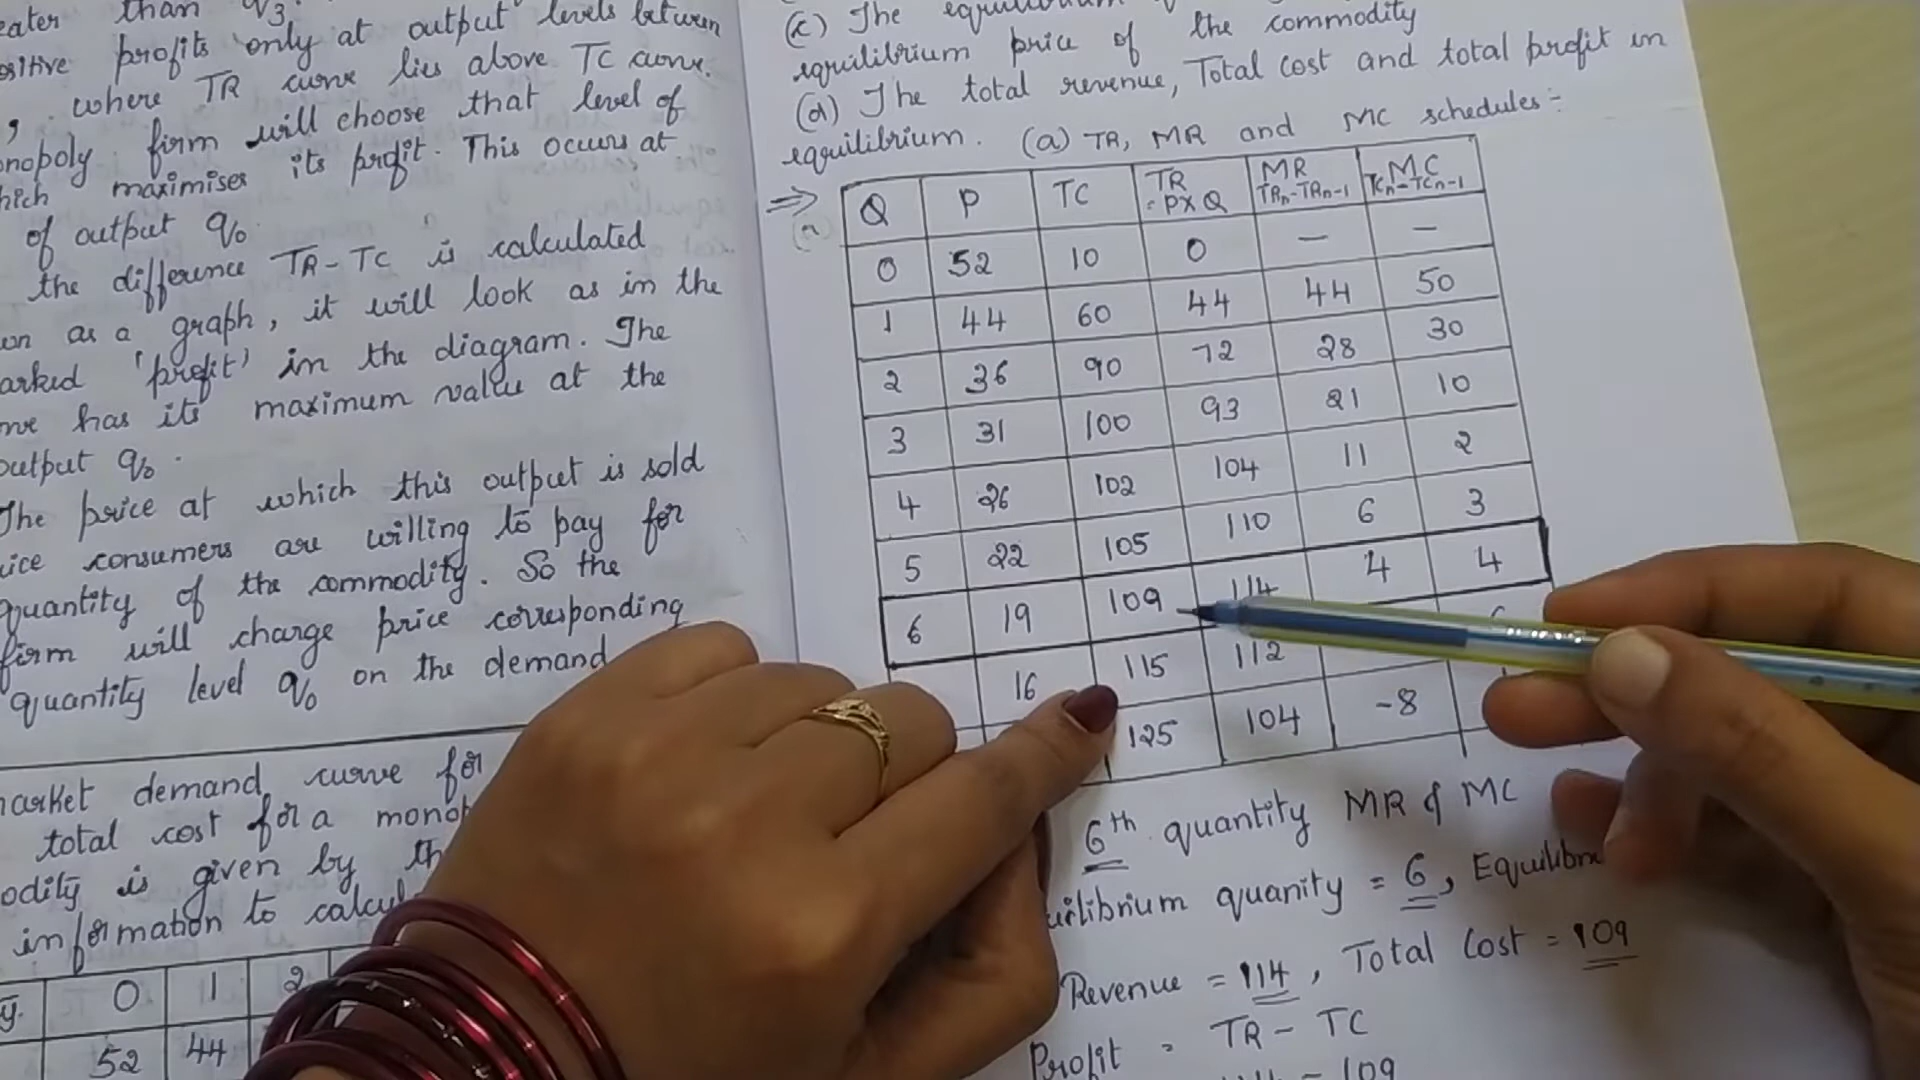 than q3.
profits only at output levels between
where TR curve lies above TC curve.
firm will choose that level of
maximises its profit. This occurs at
of output q0.
the difference TR-TC is calculated
as a graph, it will look as in the
'profit' in the diagram. The
has its maximum value at the
output q0.
The price at which this output is sold
consumers are willing to pay for
quantity of the commodity. So the
firm will charge price corresponding
quantity level q0 on the demand
market demand curve for
total cost for a
is given by
information to
0 1 2
52 44
(c) The
equilibrium price of the commodity
(d) The total revenue, Total cost and total profit in
equilibrium. (a) TR, MR and MC schedules:-
⇒ Q P TC TR = P×Q MR TRn-TRn-1 MC TCn-TCn-1
0 52 10 0 — —
1 44 60 44 44 50
2 36 90 72 28 30
3 31 100 93 21 10
4 26 102 104 11 2
5 22 105 110 6 3
6 19 109 114 4 4
16 115 112
125 104 -8
6th quantity MR & MC
quanity = 6,
Revenue = 114, Total Cost = 109
Profit = TR - TC
109